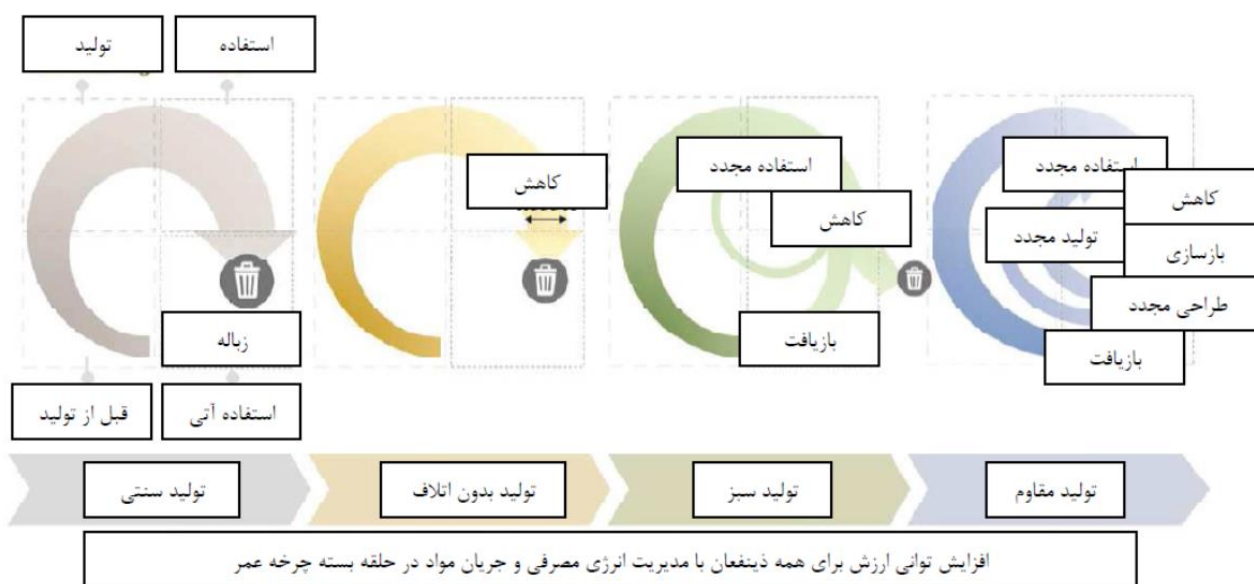 تولید
استفاده
زباله
قبل از تولید
استفاده آتی
کاهش
استفاده مجدد
کاهش
بازیافت
استفاده مجدد
کاهش
تولید مجدد
بازسازی
طراحی مجدد
بازیافت
تولید سنتی
تولید بدون اتلاف
تولید سبز
تولید مقاوم
افزایش توانی ارزش برای همه ذینفعان با مدیریت انرژی مصرفی و جریان مواد در حلقه بسته چرخه عمر